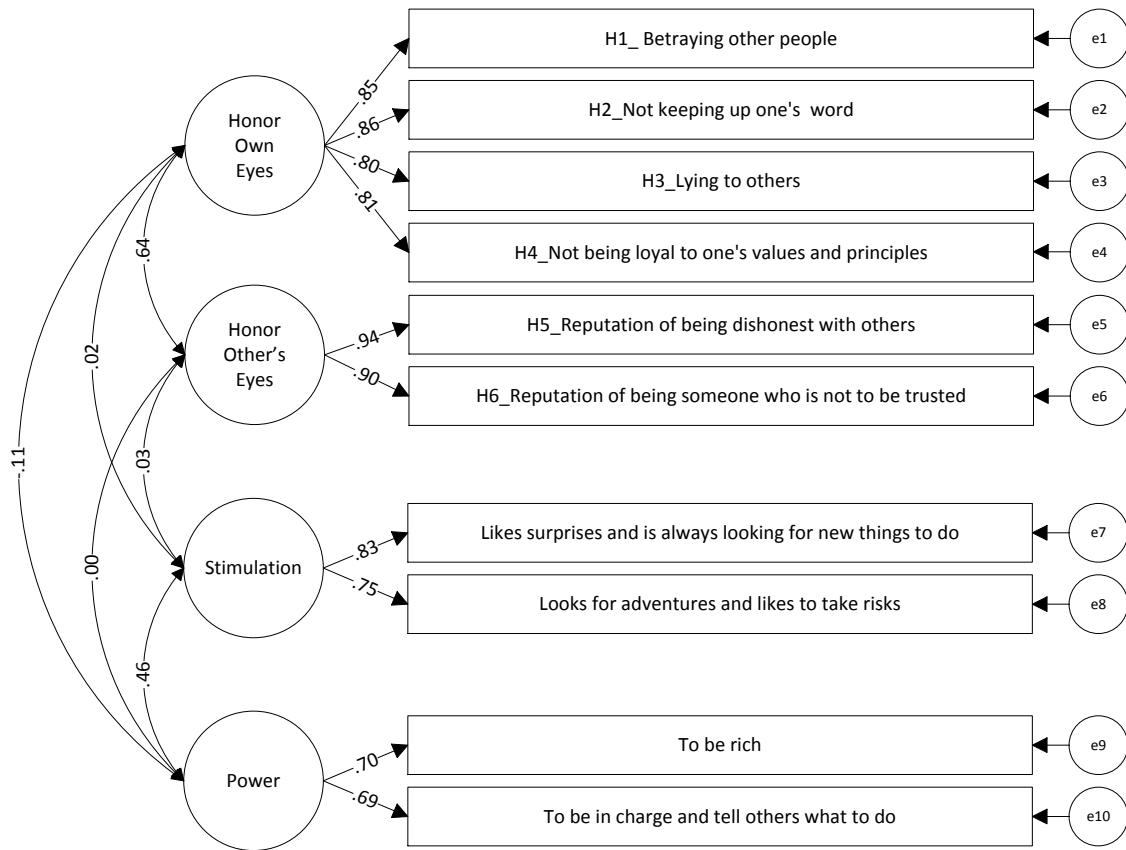 H1_ Betraying other people
e1
.85
H2_Not keeping up one's  word
e2
.86
Honor
Own
Eyes
.80
H3_Lying to others
e3
.81
H4_Not being loyal to one's values and principles
e4
.64
H5_Reputation of being dishonest with others
e5
.94
Honor
Other’s
Eyes
.90
H6_Reputation of being someone who is not to be trusted
e6
.02
-.11
.03
Likes surprises and is always looking for new things to do
e7
.83
Stimulation
.00
.75
Looks for adventures and likes to take risks
e8
.46
To be rich
e9
.70
Power
.69
To be in charge and tell others what to do
e10